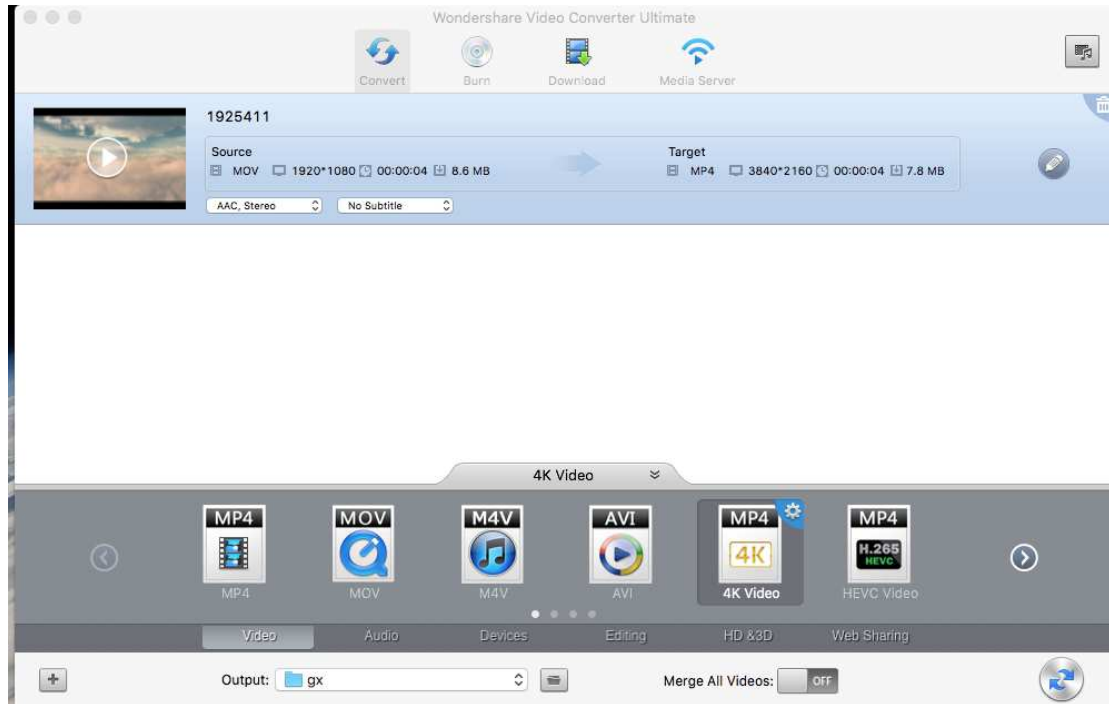 Wondershare Video Converter Ultimate
Convert Burn Download Media Server
1925411
Source Target
MOV 1920*1080 00:00:04 8.6 MB MP4 3840*2160 00:00:04 7.8 MB
AAC, Stereo No Subtitle
4K Video
MP4 MOV M4V AVI MP4 MP4
4K H.265
HEVC
MP4 MOV M4V AVI 4K Video HEVC Video
Video Audio Devices Editing HD &3D Web Sharing
Output: gx Merge All Videos: OFF